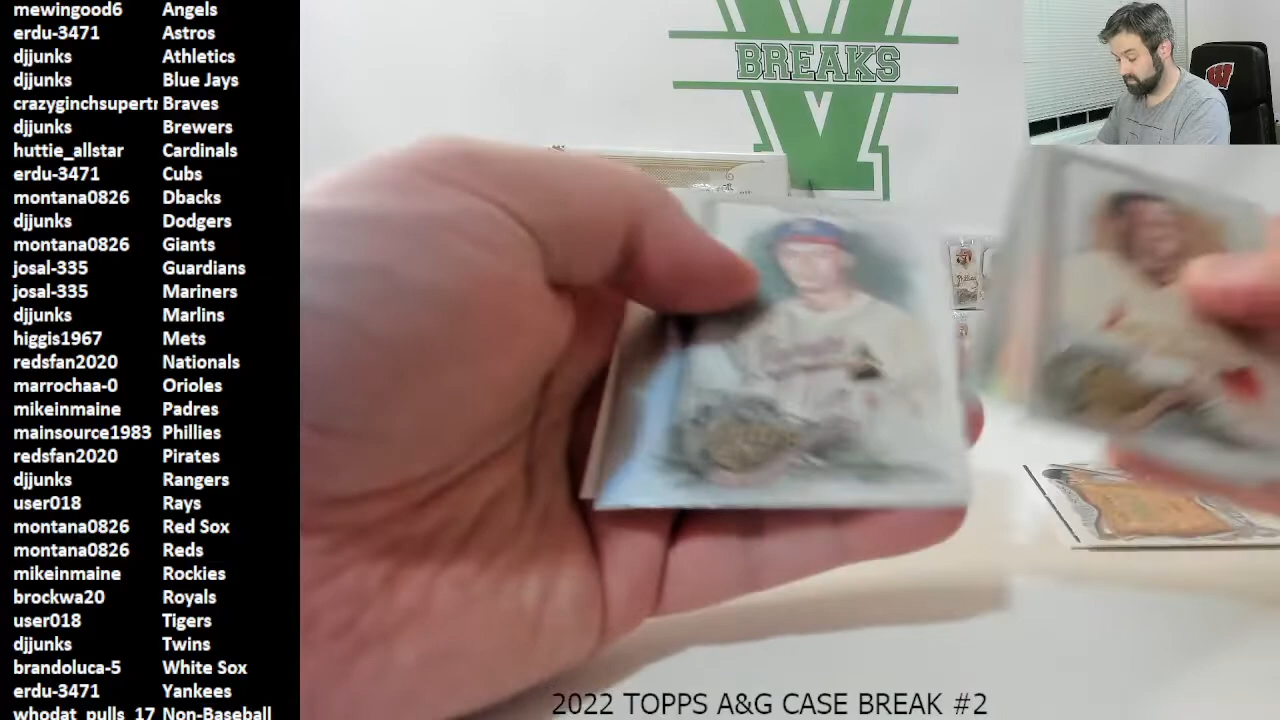 mewingood6 Angels
erdu-3471 Astros
djjunks Athletics
djjunks Blue Jays
crazyginchsupertr Braves
djjunks Brewers
huttie_allstar Cardinals
erdu-3471 Cubs
montana0826 Dbacks
djjunks Dodgers
montana0826 Giants
josal-335 Guardians
josal-335 Mariners
djjunks Marlins
higgis1967 Mets
redsfan2020 Nationals
marrochaa-0 Orioles
mikeinmaine Padres
mainsource1983 Phillies
redsfan2020 Pirates
djjunks Rangers
user018 Rays
montana0826 Red Sox
montana0826 Reds
mikeinmaine Rockies
brockwa20 Royals
user018 Tigers
djjunks Twins
brandoluca-5 White Sox
erdu-3471 Yankees
whodat_pulls_17 Non-Baseball
V
BREAKS
W
2022 TOPPS A&G CASE BREAK #2